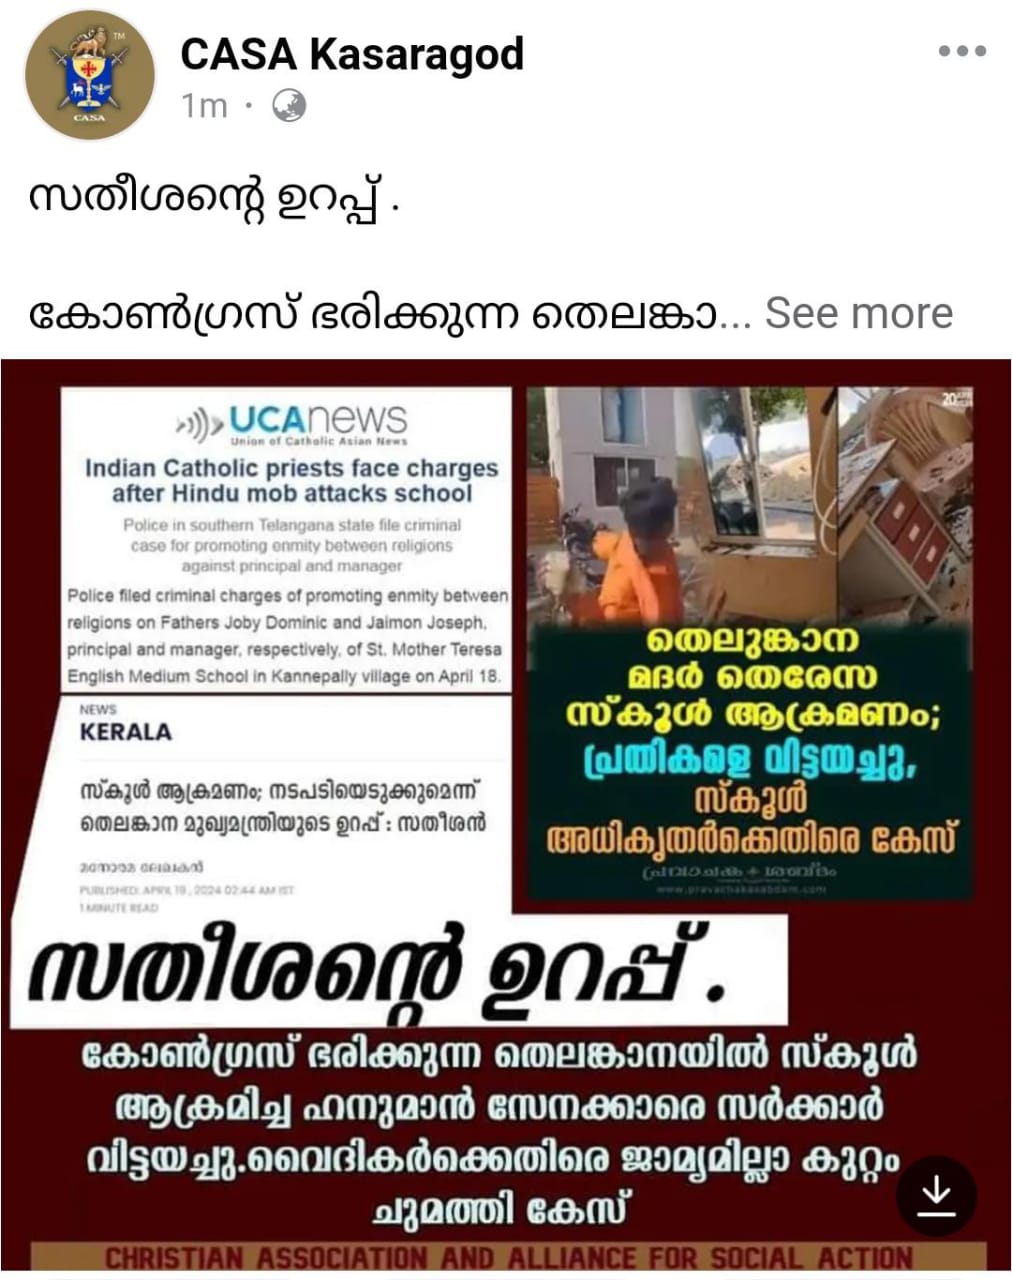 CASA Kasaragod
1m
TM
CASA
സതീശന്റെ ഉറപ്പ് .
കോൺഗ്രസ് ഭരിക്കുന്ന തെലങ്കാ... See more
UCAnews
Union of Catholic Asian News
Indian Catholic priests face charges
after Hindu mob attacks school
Police in southern Telangana state file criminal
case for promoting enmity between religions
against principal and manager
Police filed criminal charges of promoting enmity between
religions on Fathers Joby Dominic and Jaimon Joseph,
principal and manager, respectively, of St. Mother Teresa
English Medium School in Kannepally village on April 18.
തെലുങ്കാന
മദർ തെരേസ
സ്കൂൾ ആക്രമണം;
പ്രതികളെ വിട്ടയച്ചു,
സ്കൂൾ
അധികൃതർക്കെതിരെ കേസ്
പ്രവാചക ശബ്ദം
www.pravachakasabdam.com
NEWS
KERALA
സ്കൂൾ ആക്രമണം; നടപടിയെടുക്കുമെന്ന്
തെലങ്കാന മുഖ്യമന്ത്രിയുടെ ഉറപ്പ് : സതീശൻ
മനോരമ ലേഖകൻ
PUBLISHED: APRIL 19, 2024 02:44 AM IST
1 MINUTE READ
സതീശന്റെ ഉറപ്പ് .
കോൺഗ്രസ് ഭരിക്കുന്ന തെലങ്കാനയിൽ സ്കൂൾ
ആക്രമിച്ച ഹനുമാൻ സേനക്കാരെ സർക്കാർ
വിട്ടയച്ചു.വൈദികർക്കെതിരെ ജാമ്യമില്ലാ കുറ്റം
ചുമത്തി കേസ്
CHRISTIAN ASSOCIATION AND ALLIANCE FOR SOCIAL ACTION